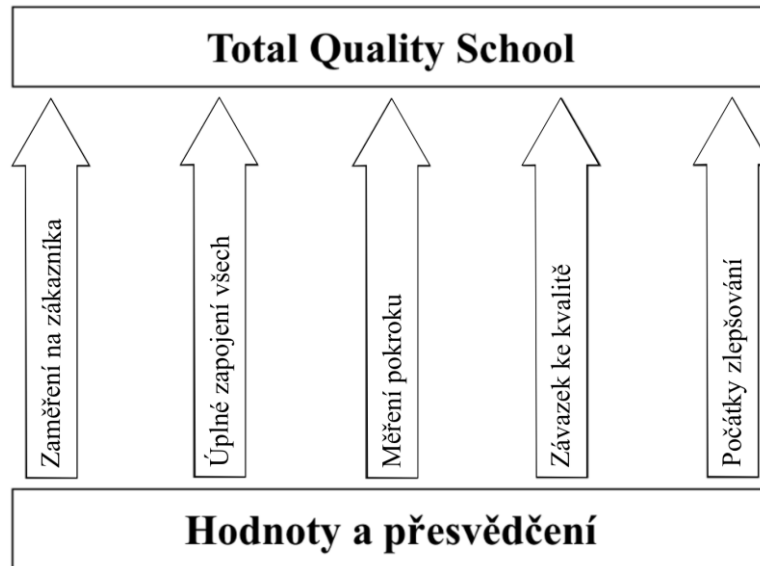 Total Quality School
Zaměření na zákazníka
Úplné zapojení všech
Měření pokroku
Závazek ke kvalitě
Počátky zlepšování
Hodnoty a přesvědčení